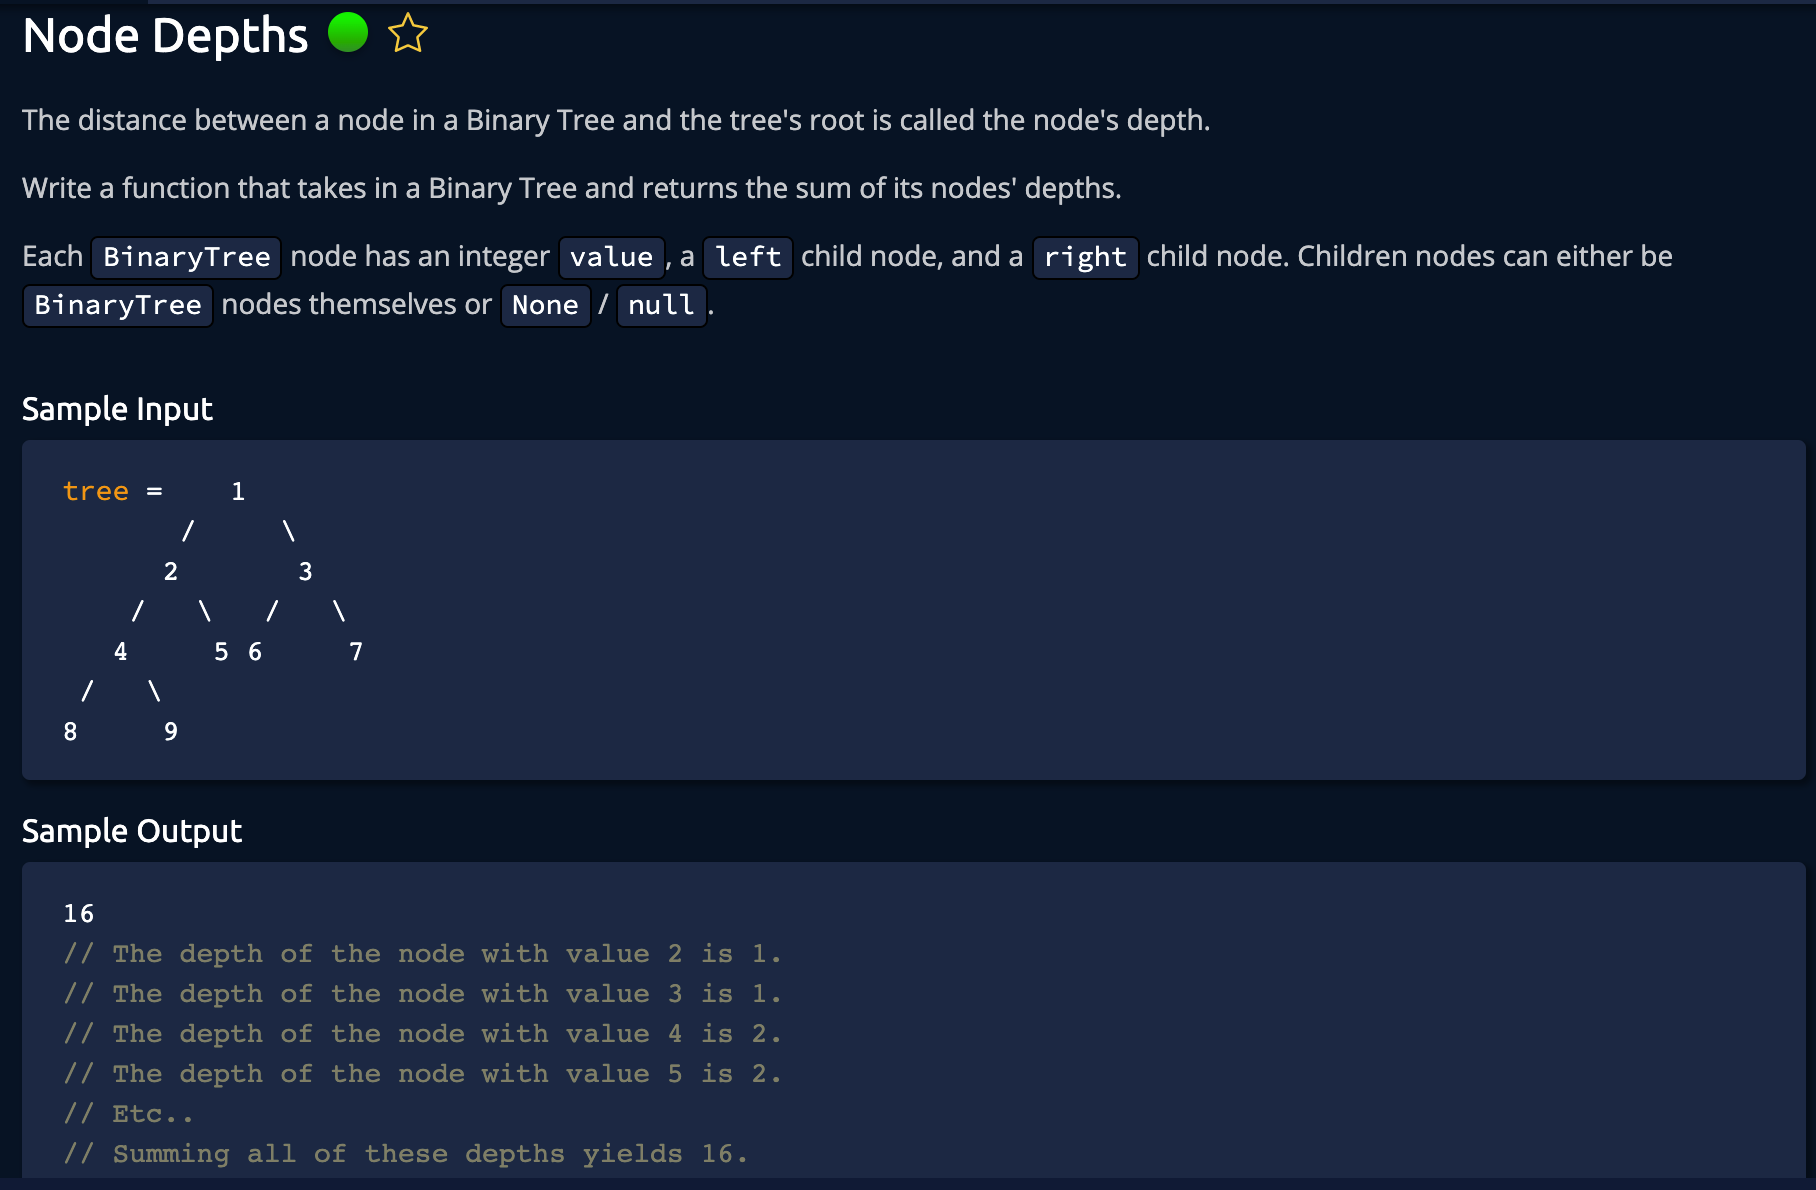 Node Depths
The distance between a node in a Binary Tree and the tree's root is called the node's depth.
Write a function that takes in a Binary Tree and returns the sum of its nodes' depths.
Each BinaryTree node has an integer value, a left child node, and a right child node. Children nodes can either be
BinaryTree nodes themselves or None / null.
Sample Input
tree =    1
       /     \
      2       3
    /   \   /   \
   4     5 6     7
 /   \
8     9
Sample Output
16
// The depth of the node with value 2 is 1.
// The depth of the node with value 3 is 1.
// The depth of the node with value 4 is 2.
// The depth of the node with value 5 is 2.
// Etc..
// Summing all of these depths yields 16.